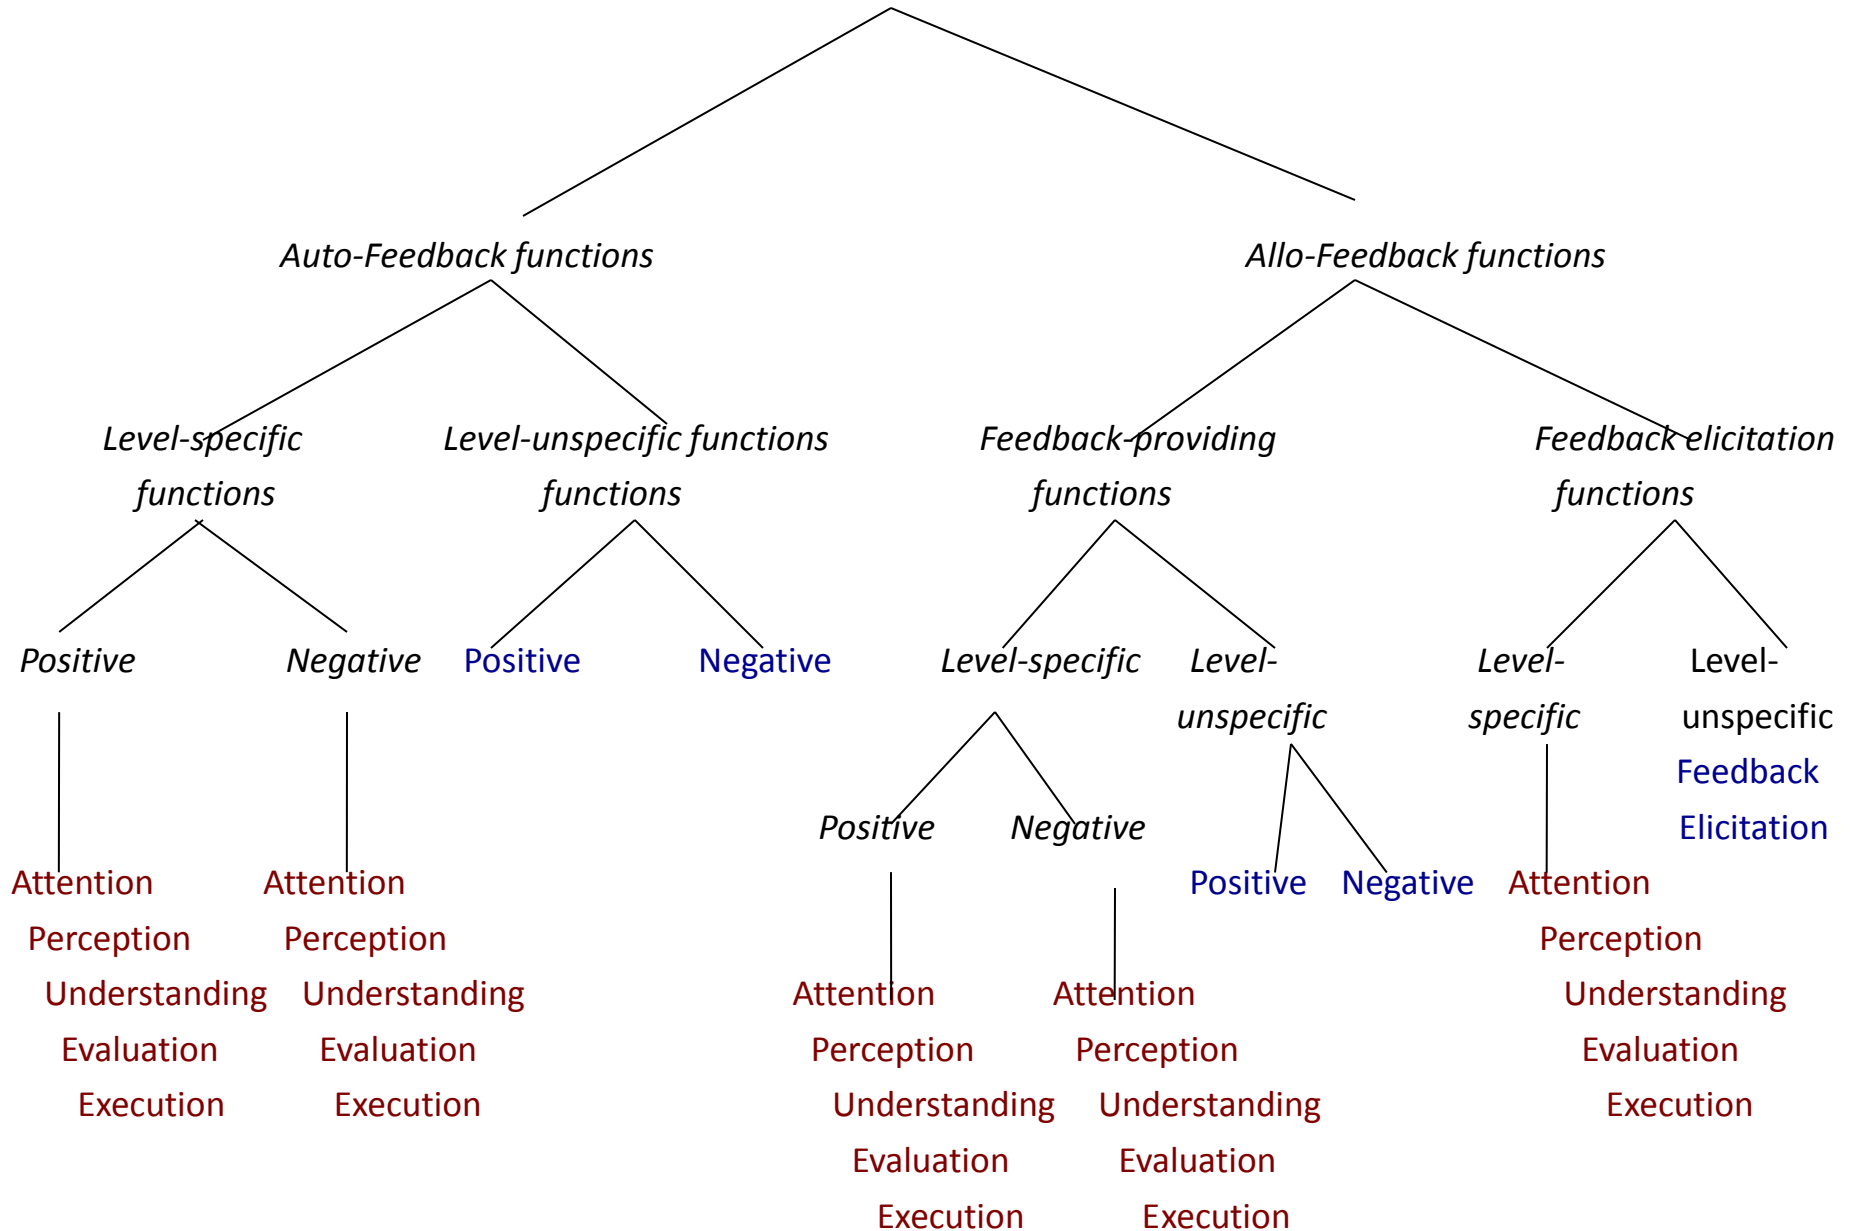 Auto-Feedback functions
Allo-Feedback functions
Level-specific
functions
Level-unspecific functions
functions
Feedback-providing
functions
Feedback elicitation
functions
Positive
Negative
Positive
Negative
Level-specific
Level-
unspecific
Level-
specific
Level-
unspecific
Feedback
Elicitation
Positive
Negative
Positive
Negative
Attention
Perception
Understanding
Evaluation
Execution
Attention
Perception
Understanding
Evaluation
Execution
Attention
Perception
Understanding
Evaluation
Execution
Attention
Perception
Understanding
Evaluation
Execution
Attention
Perception
Understanding
Evaluation
Execution